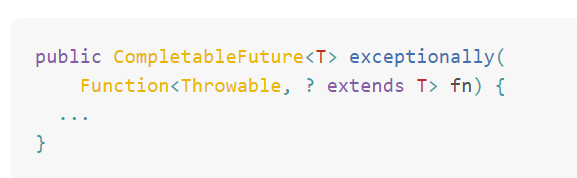 public CompletableFuture<T> exceptionally(
    Function<Throwable, ? extends T> fn) {
  ...
}